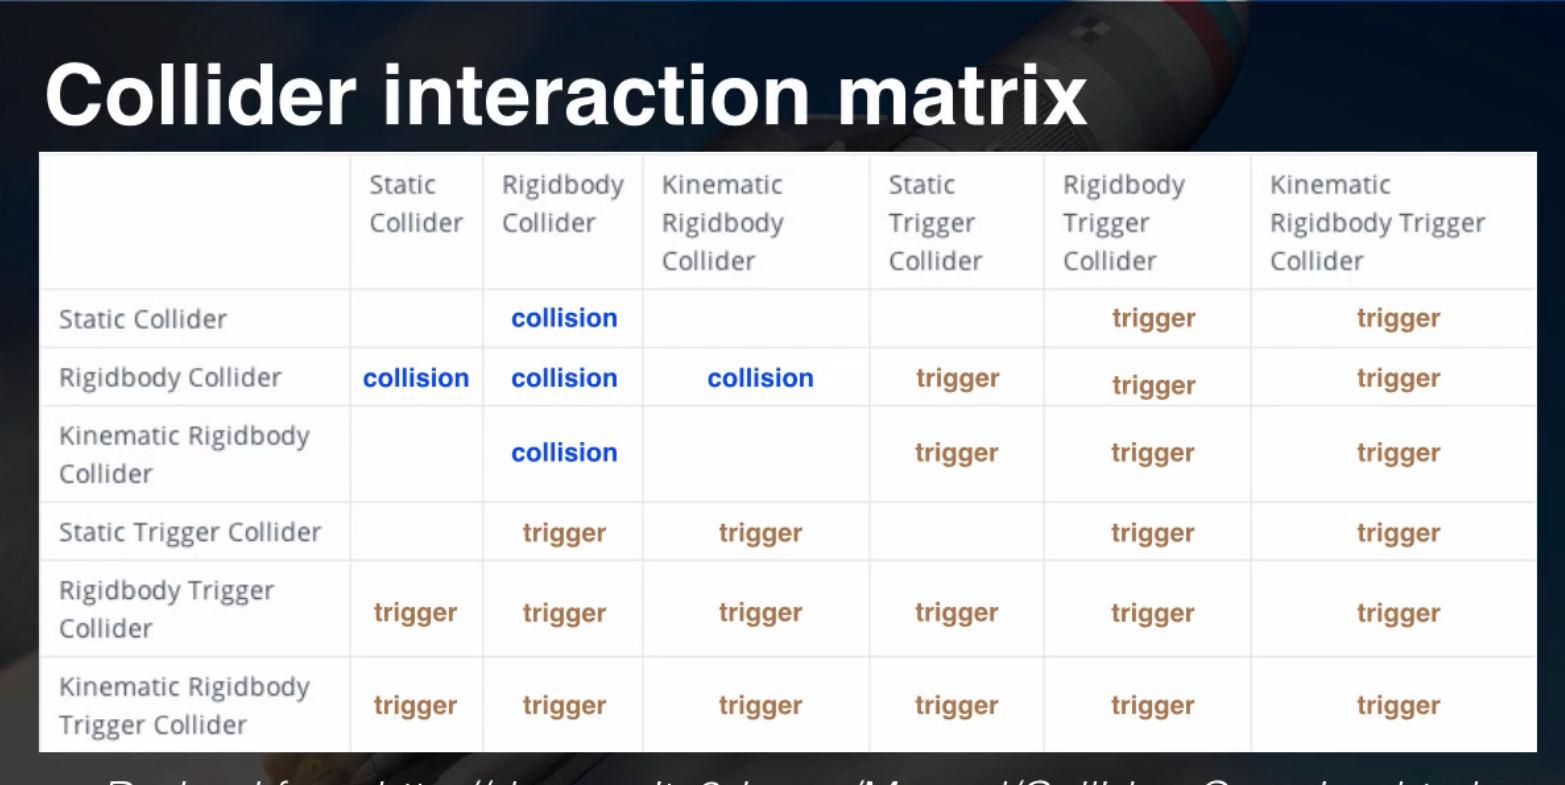 Collider interaction matrix
Static Collider Rigidbody Collider Kinematic Rigidbody Collider Static Trigger Collider Rigidbody Trigger Collider Kinematic Rigidbody Trigger Collider
Static Collider collision trigger trigger
Rigidbody Collider collision collision collision trigger trigger trigger
Kinematic Rigidbody Collider collision trigger trigger trigger
Static Trigger Collider trigger trigger trigger trigger
Rigidbody Trigger Collider trigger trigger trigger trigger trigger trigger
Kinematic Rigidbody Trigger Collider trigger trigger trigger trigger trigger trigger